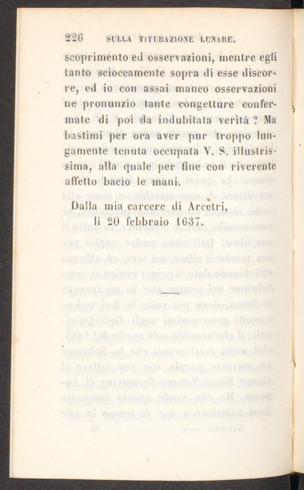 226 SULLA TITUBAZIONE LUNARE.
scoprimento ed osservazioni, mentre egli
tanto scioccamente sopra di esse discor-
re, ed io con assai manco osservazioni
ne pronunzio tante congetture confer-
mate di poi da indubitata verità? Ma
bastimi per ora aver pur troppo lun-
gamente tenuta occupata V. S. illustris-
sima, alla quale per fine con riverente
affetto bacio le mani.
Dalla mia carcere di Arcetri,
li 20 febbraio 1637.